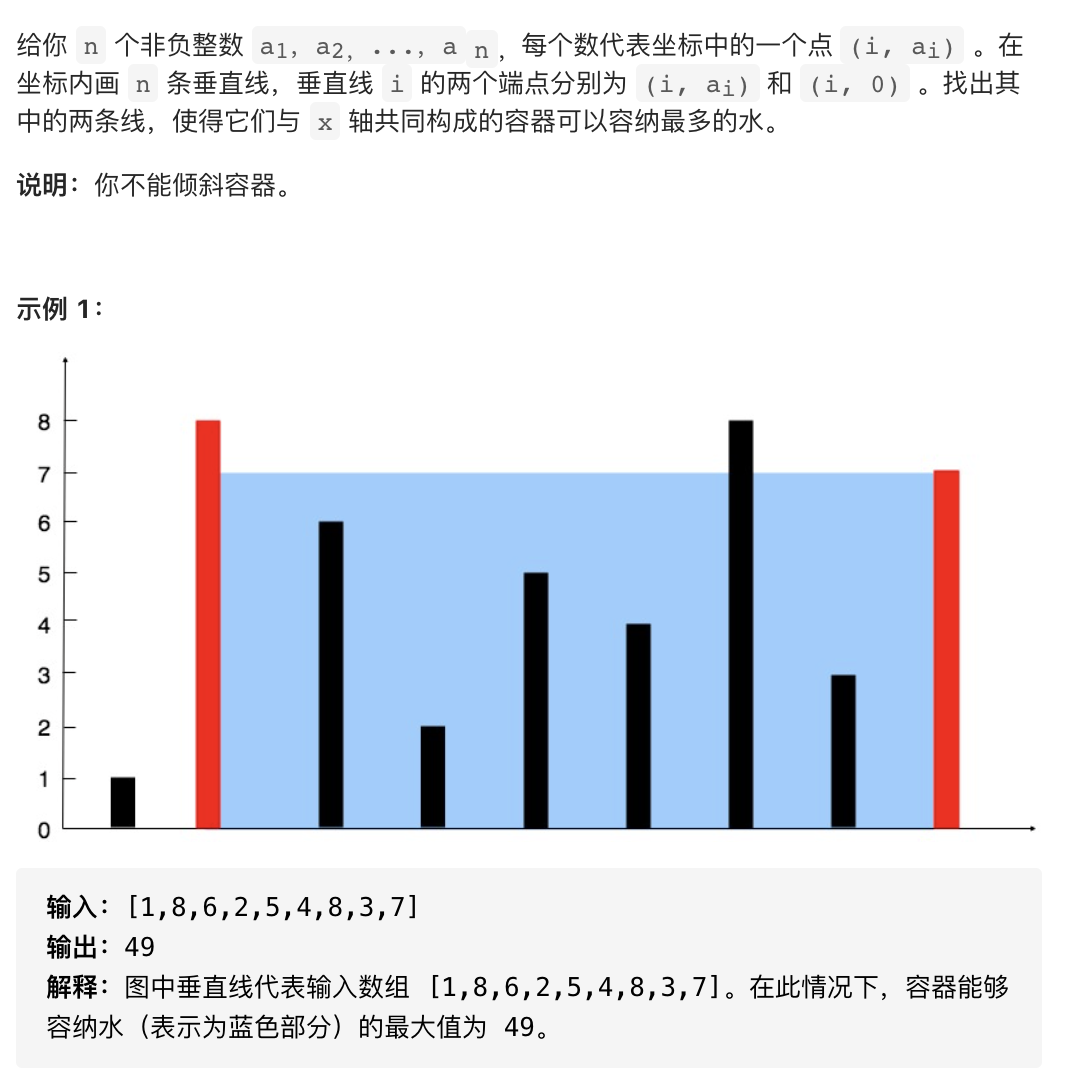 给你 n 个非负整数 a1, a2, ..., a n，每个数代表坐标中的一个点 (i, ai) 。在
坐标内画 n 条垂直线，垂直线 i 的两个端点分别为 (i, ai) 和 (i, 0) 。找出其
中的两条线，使得它们与 x 轴共同构成的容器可以容纳最多的水。
说明：你不能倾斜容器。
示例 1：
8
7
6
5
4
3
2
1
0
输入：[1,8,6,2,5,4,8,3,7]
输出：49
解释：图中垂直线代表输入数组 [1,8,6,2,5,4,8,3,7]。在此情况下，容器能够
容纳水（表示为蓝色部分）的最大值为 49。